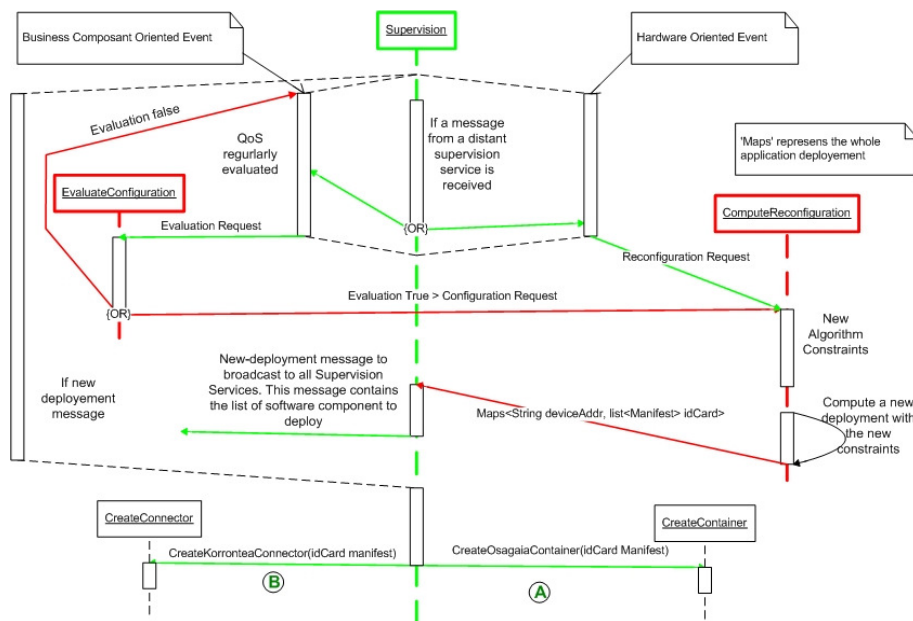 Business Composant Oriented Event
Supervision
Hardware Oriented Event
Evaluation false
QoS
regurlarly
evaluated
If a message
from a distant
supervision
service is
received
'Maps' represens the whole
application deployement
EvaluateConfiguration
ComputeReconfiguration
{OR}
Evaluation Request
Reconfiguration Request
Evaluation True > Configuration Request
{OR}
New
Algorithm
Constraints
New-deployment message to
broadcast to all Supervision
Services. This message contains
the list of software component to
deploy
If new
deployement
message
Maps<String deviceAddr, list<Manifest> idCard>
Compute a new
deployment with
the new
constraints
CreateConnector
CreateContainer
CreateKorronteaConnector(idCard manifest)
CreateOsagaiaContainer(idCard Manifest)
B
A